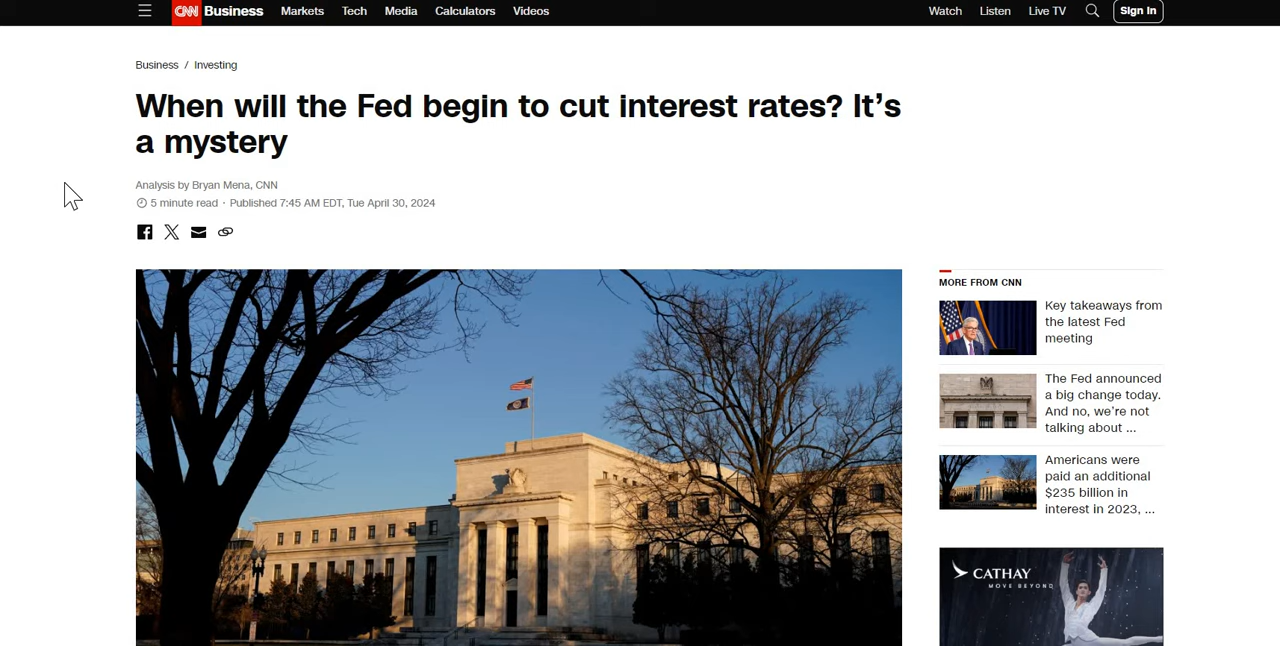 CNN Business Markets Tech Media Calculators Videos Watch Listen Live TV Sign in
Business / Investing
When will the Fed begin to cut interest rates? It’s
a mystery
Analysis by Bryan Mena, CNN
5 minute read · Published 7:45 AM EDT, Tue April 30, 2024
MORE FROM CNN
Key takeaways from
the latest Fed
meeting
The Fed announced
a big change today.
And no, we’re not
talking about ...
Americans were
paid an additional
$235 billion in
interest in 2023, ...
CATHAY
MOVE BEYOND